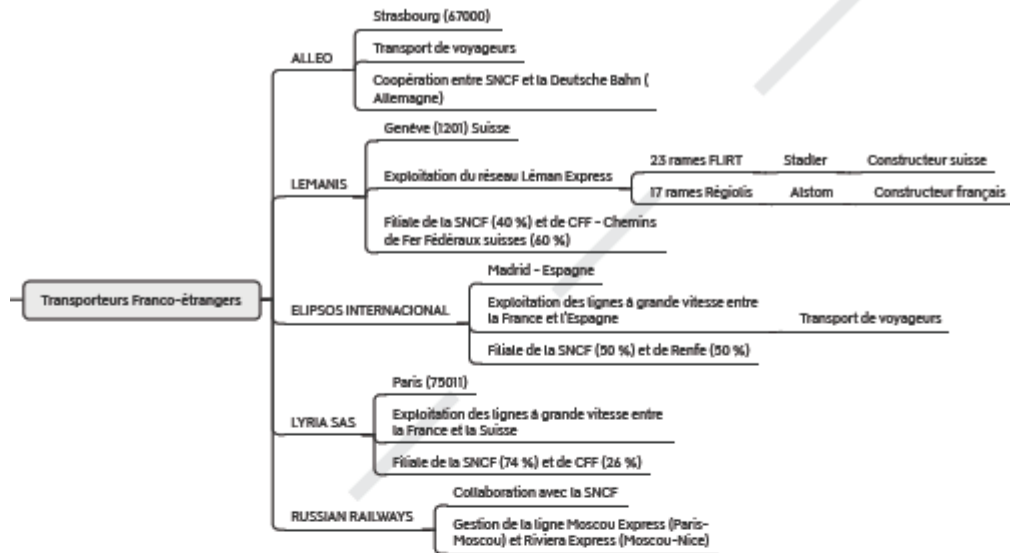 Transporteurs Franco-étrangers
ALLEO
Strasbourg (67000)
Transport de voyageurs
Coopération entre SNCF et la Deutsche Bahn (
Allemagne)
LEMANIS
Genève (1201) Suisse
Exploitation du réseau Léman Express
23 rames FLIRT
Stadler
Constructeur suisse
17 rames Régiolis
Alstom
Constructeur français
Filiale de la SNCF (40 %) et de CFF - Chemins
de Fer Fédéraux suisses (60 %)
ELIPSOS INTERNACIONAL
Madrid - Espagne
Exploitation des lignes à grande vitesse entre
la France et l'Espagne
Transport de voyageurs
Filiale de la SNCF (50 %) et de Renfe (50 %)
LYRIA SAS
Paris (75011)
Exploitation des lignes à grande vitesse entre
la France et la Suisse
Filiale de la SNCF (74 %) et de CFF (26 %)
RUSSIAN RAILWAYS
Collaboration avec la SNCF
Gestion de la ligne Moscou Express (Paris-
Moscou) et Riviera Express (Moscou-Nice)